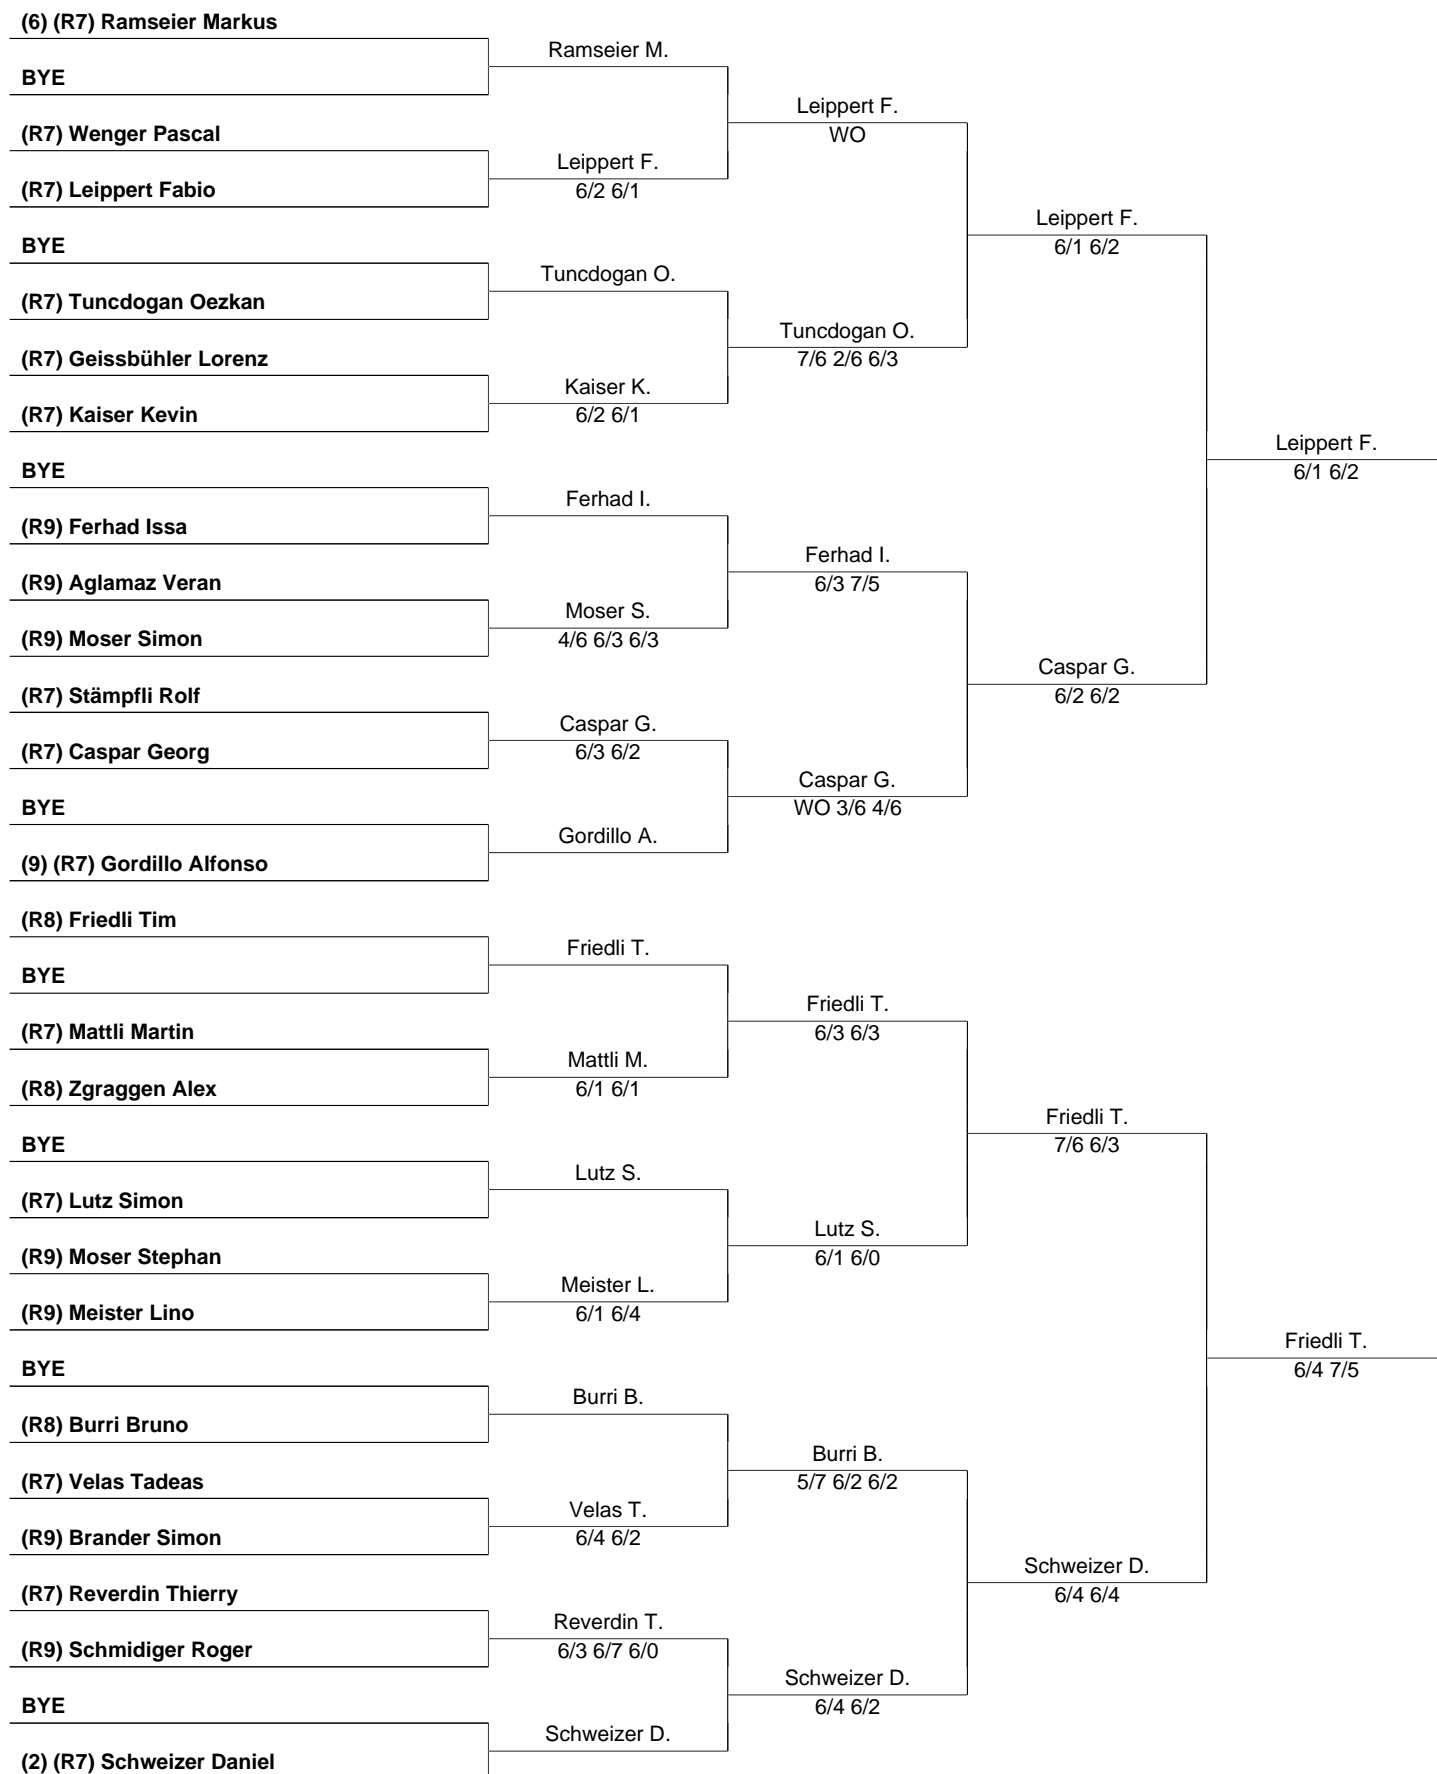 (6) (R7) Ramseier Markus
Ramseier M.
BYE
Leippert F.
WO
(R7) Wenger Pascal
Leippert F.
6/2 6/1
(R7) Leippert Fabio
Leippert F.
6/1 6/2
BYE
Tuncdogan O.
(R7) Tuncdogan Oezkan
Tuncdogan O.
7/6 2/6 6/3
(R7) Geissbühler Lorenz
Kaiser K.
6/2 6/1
(R7) Kaiser Kevin
Leippert F.
6/1 6/2
BYE
Ferhad I.
(R9) Ferhad Issa
Ferhad I.
6/3 7/5
(R9) Aglamaz Veran
Moser S.
4/6 6/3 6/3
(R9) Moser Simon
Caspar G.
6/2 6/2
(R7) Stämpfli Rolf
Caspar G.
6/3 6/2
(R7) Caspar Georg
Caspar G.
WO 3/6 4/6
BYE
Gordillo A.
(9) (R7) Gordillo Alfonso
(R8) Friedli Tim
Friedli T.
BYE
Friedli T.
6/3 6/3
(R7) Mattli Martin
Mattli M.
6/1 6/1
(R8) Zgraggen Alex
Friedli T.
7/6 6/3
BYE
Lutz S.
(R7) Lutz Simon
Lutz S.
6/1 6/0
(R9) Moser Stephan
Meister L.
6/1 6/4
(R9) Meister Lino
Friedli T.
6/4 7/5
BYE
Burri B.
(R8) Burri Bruno
Burri B.
5/7 6/2 6/2
(R7) Velas Tadeas
Velas T.
6/4 6/2
(R9) Brander Simon
Schweizer D.
6/4 6/4
(R7) Reverdin Thierry
Reverdin T.
6/3 6/7 6/0
(R9) Schmidiger Roger
Schweizer D.
6/4 6/2
BYE
Schweizer D.
(2) (R7) Schweizer Daniel